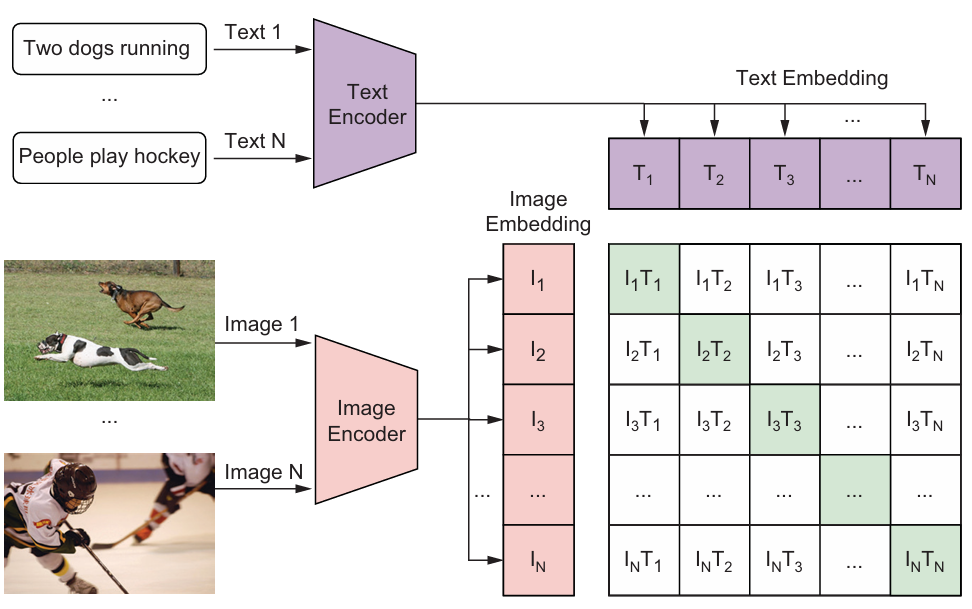 Two dogs running
Text 1
...
People play hockey
Text N
Text
Encoder
Text Embedding
...
T1 T2 T3 ... TN
Image
Embedding
Image 1
...
Image N
Image
Encoder
...
I1
I2
I3
...
IN
I1T1 I1T2 I1T3 ... I1TN
I2T1 I2T2 I2T3 ... I2TN
I3T1 I3T2 I3T3 ... I3TN
... ... ... ... ...
INT1 INT2 INT3 ... INTN